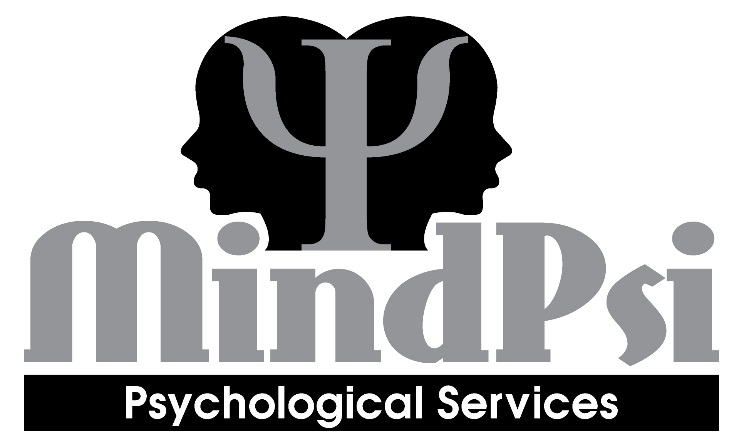 Ψ
MindPsi
Psychological Services